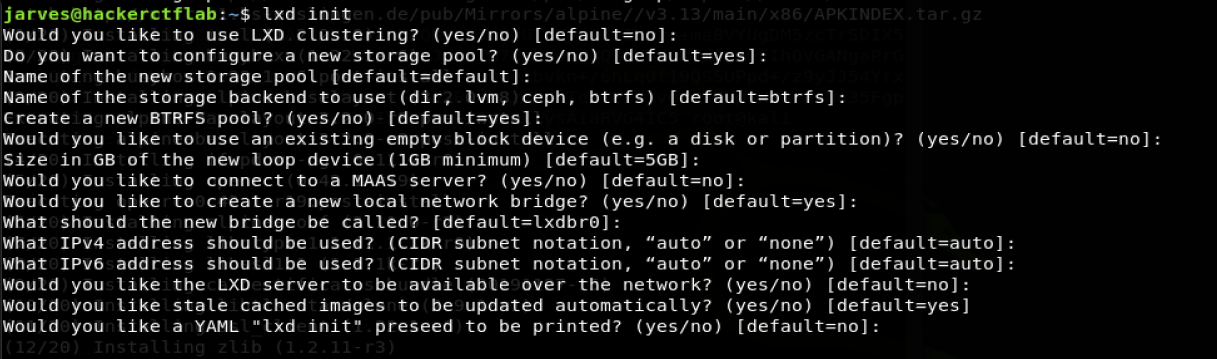 jarves@hackerctflab:~$ lxd init
Would you like to use LXD clustering? (yes/no) [default=no]:
Do you want to configure a new storage pool? (yes/no) [default=yes]:
Name of the new storage pool [default=default]:
Name of the storage backend to use (dir, lvm, ceph, btrfs) [default=btrfs]:
Create a new BTRFS pool? (yes/no) [default=yes]:
Would you like to use an existing empty block device (e.g. a disk or partition)? (yes/no) [default=no]:
Size in GB of the new loop device (1GB minimum) [default=5GB]:
Would you like to connect to a MAAS server? (yes/no) [default=no]:
Would you like to create a new local network bridge? (yes/no) [default=yes]:
What should the new bridge be called? [default=lxdbr0]:
What IPv4 address should be used? (CIDR subnet notation, “auto” or “none”) [default=auto]:
What IPv6 address should be used? (CIDR subnet notation, “auto” or “none”) [default=auto]:
Would you like the LXD server to be available over the network? (yes/no) [default=no]:
Would you like stale cached images to be updated automatically? (yes/no) [default=yes]
Would you like a YAML "lxd init" preseed to be printed? (yes/no) [default=no]:
(12/20) Installing zlib (1.2.11-r3)